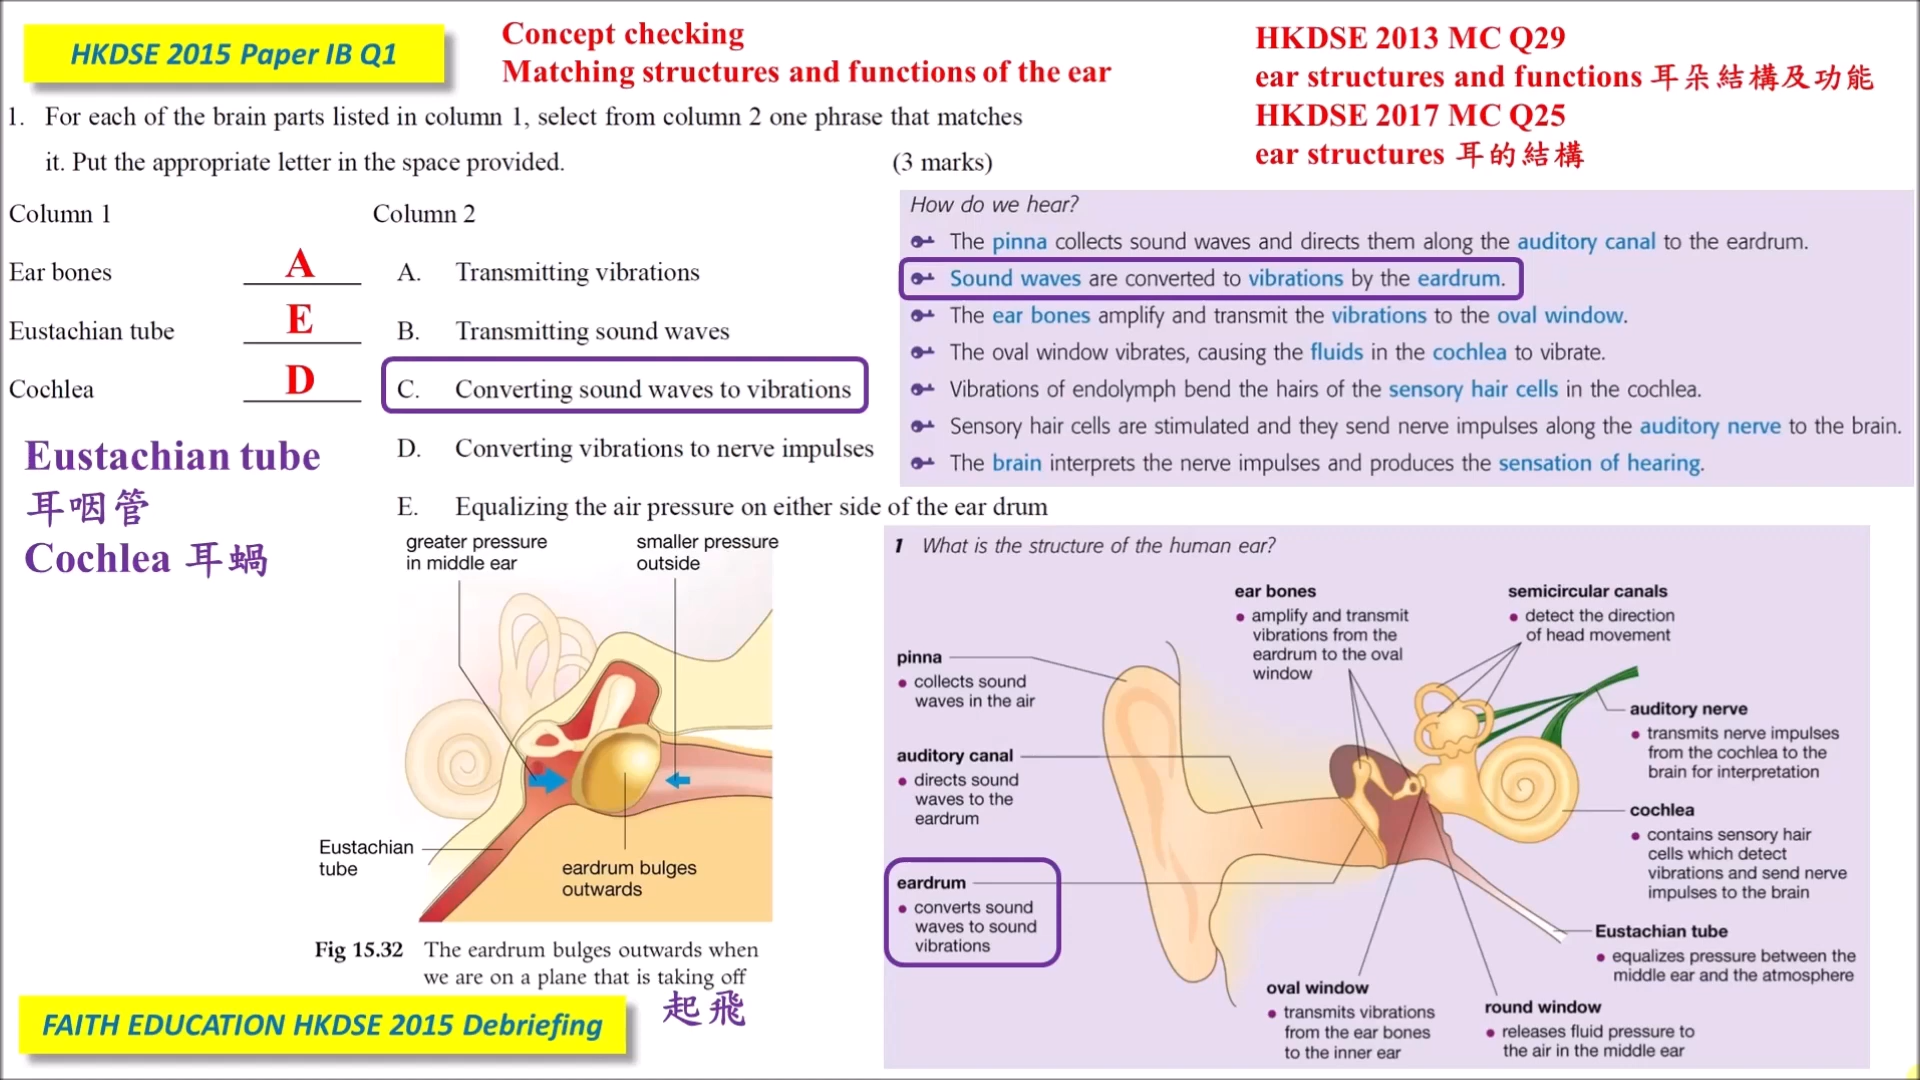 HKDSE 2015 Paper IB Q1
Concept checking
Matching structures and functions of the ear
HKDSE 2013 MC Q29
ear structures and functions 耳朵結構及功能
HKDSE 2017 MC Q25
ear structures 耳的結構
1. For each of the brain parts listed in column 1, select from column 2 one phrase that matches
it. Put the appropriate letter in the space provided. (3 marks)
Column 1 Column 2
Ear bones A A. Transmitting vibrations
Eustachian tube E B. Transmitting sound waves
Cochlea D C. Converting sound waves to vibrations
D. Converting vibrations to nerve impulses
E. Equalizing the air pressure on either side of the ear drum
Eustachian tube
耳咽管
Cochlea 耳蝸
How do we hear?
The pinna collects sound waves and directs them along the auditory canal to the eardrum.
Sound waves are converted to vibrations by the eardrum.
The ear bones amplify and transmit the vibrations to the oval window.
The oval window vibrates, causing the fluids in the cochlea to vibrate.
Vibrations of endolymph bend the hairs of the sensory hair cells in the cochlea.
Sensory hair cells are stimulated and they send nerve impulses along the auditory nerve to the brain.
The brain interprets the nerve impulses and produces the sensation of hearing.
greater pressure
in middle ear
smaller pressure
outside
Eustachian
tube
eardrum bulges
outwards
Fig 15.32 The eardrum bulges outwards when
we are on a plane that is taking off
起飛
FAITH EDUCATION HKDSE 2015 Debriefing
1 What is the structure of the human ear?
pinna
• collects sound
waves in the air
auditory canal
• directs sound
waves to the
eardrum
eardrum
• converts sound
waves to sound
vibrations
ear bones
• amplify and transmit
vibrations from the
eardrum to the oval
window
semicircular canals
• detect the direction
of head movement
auditory nerve
• transmits nerve impulses
from the cochlea to the
brain for interpretation
cochlea
• contains sensory hair
cells which detect
vibrations and send nerve
impulses to the brain
Eustachian tube
• equalizes pressure between the
middle ear and the atmosphere
oval window
• transmits vibrations
from the ear bones
to the inner ear
round window
• releases fluid pressure to
the air in the middle ear